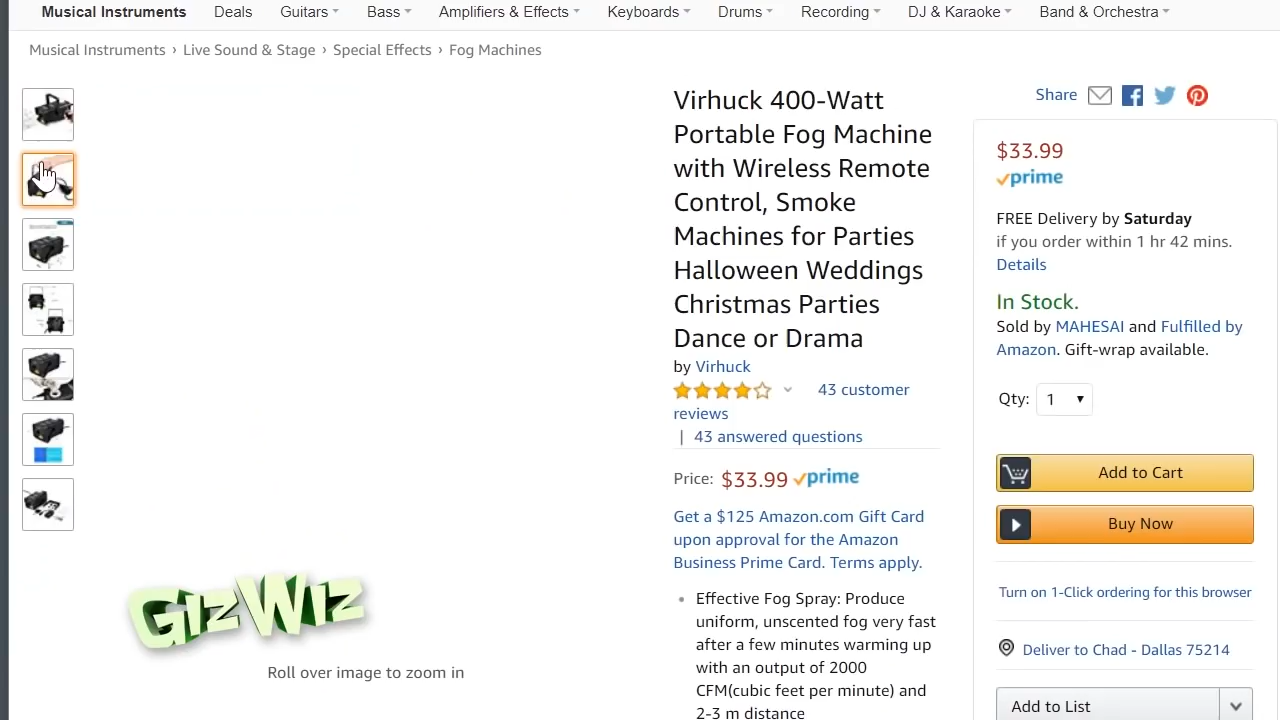 Musical Instruments Deals Guitars Bass Amplifiers & Effects Keyboards Drums Recording DJ & Karaoke Band & Orchestra
Musical Instruments › Live Sound & Stage › Special Effects › Fog Machines
Virhuck 400-Watt
Portable Fog Machine
with Wireless Remote
Control, Smoke
Machines for Parties
Halloween Weddings
Christmas Parties
Dance or Drama
by Virhuck
43 customer
reviews
| 43 answered questions
Price: $33.99 prime
Get a $125 Amazon.com Gift Card
upon approval for the Amazon
Business Prime Card. Terms apply.
• Effective Fog Spray: Produce
uniform, unscented fog very fast
after a few minutes warming up
with an output of 2000
CFM(cubic feet per minute) and
2-3 m distance
Share
$33.99
prime
FREE Delivery by Saturday
if you order within 1 hr 42 mins.
Details
In Stock.
Sold by MAHESAI and Fulfilled by
Amazon. Gift-wrap available.
Qty: 1
Add to Cart
Buy Now
Turn on 1-Click ordering for this browser
Deliver to Chad - Dallas 75214
Add to List
GizWiz
Roll over image to zoom in